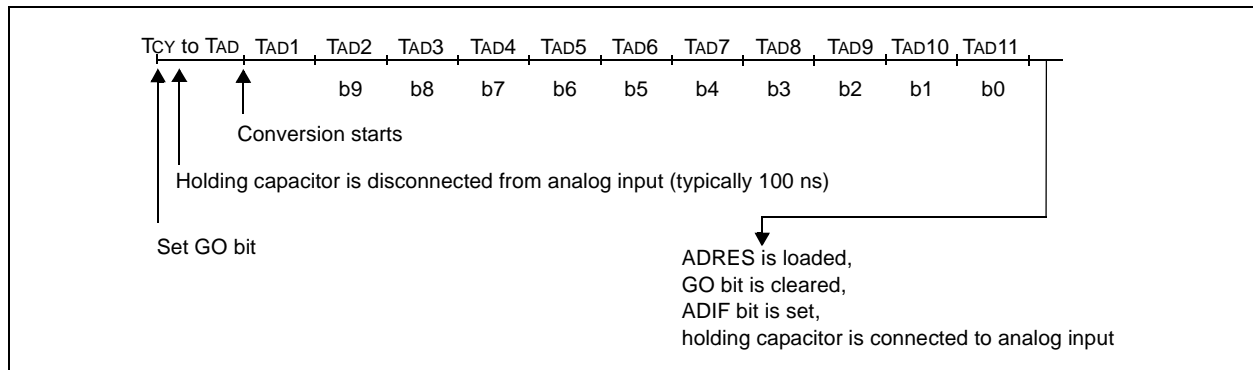 TCY to TAD TAD1 TAD2 TAD3 TAD4 TAD5 TAD6 TAD7 TAD8 TAD9 TAD10 TAD11
b9 b8 b7 b6 b5 b4 b3 b2 b1 b0
Conversion starts
Holding capacitor is disconnected from analog input (typically 100 ns)
Set GO bit
ADRES is loaded,
GO bit is cleared,
ADIF bit is set,
holding capacitor is connected to analog input